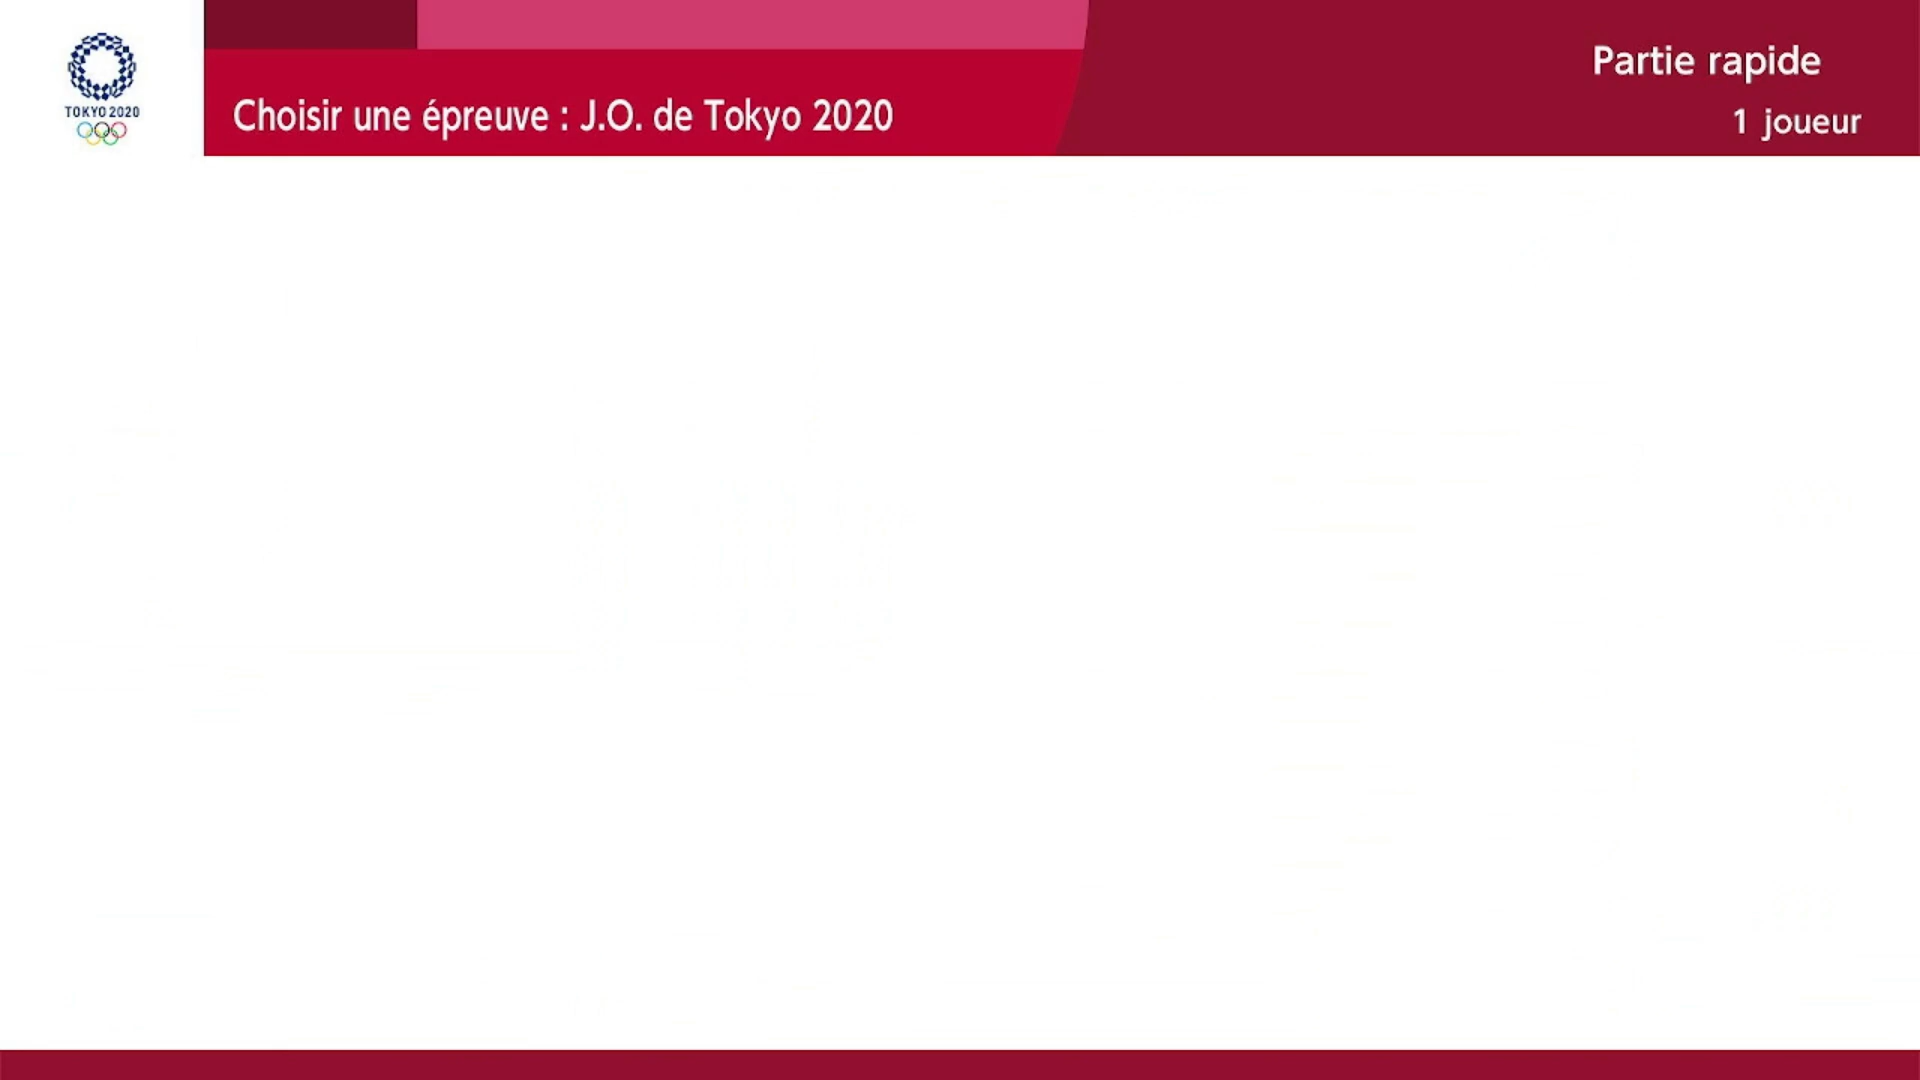 TOKYO 2020
Choisir une épreuve : J.O. de Tokyo 2020
Partie rapide
1 joueur